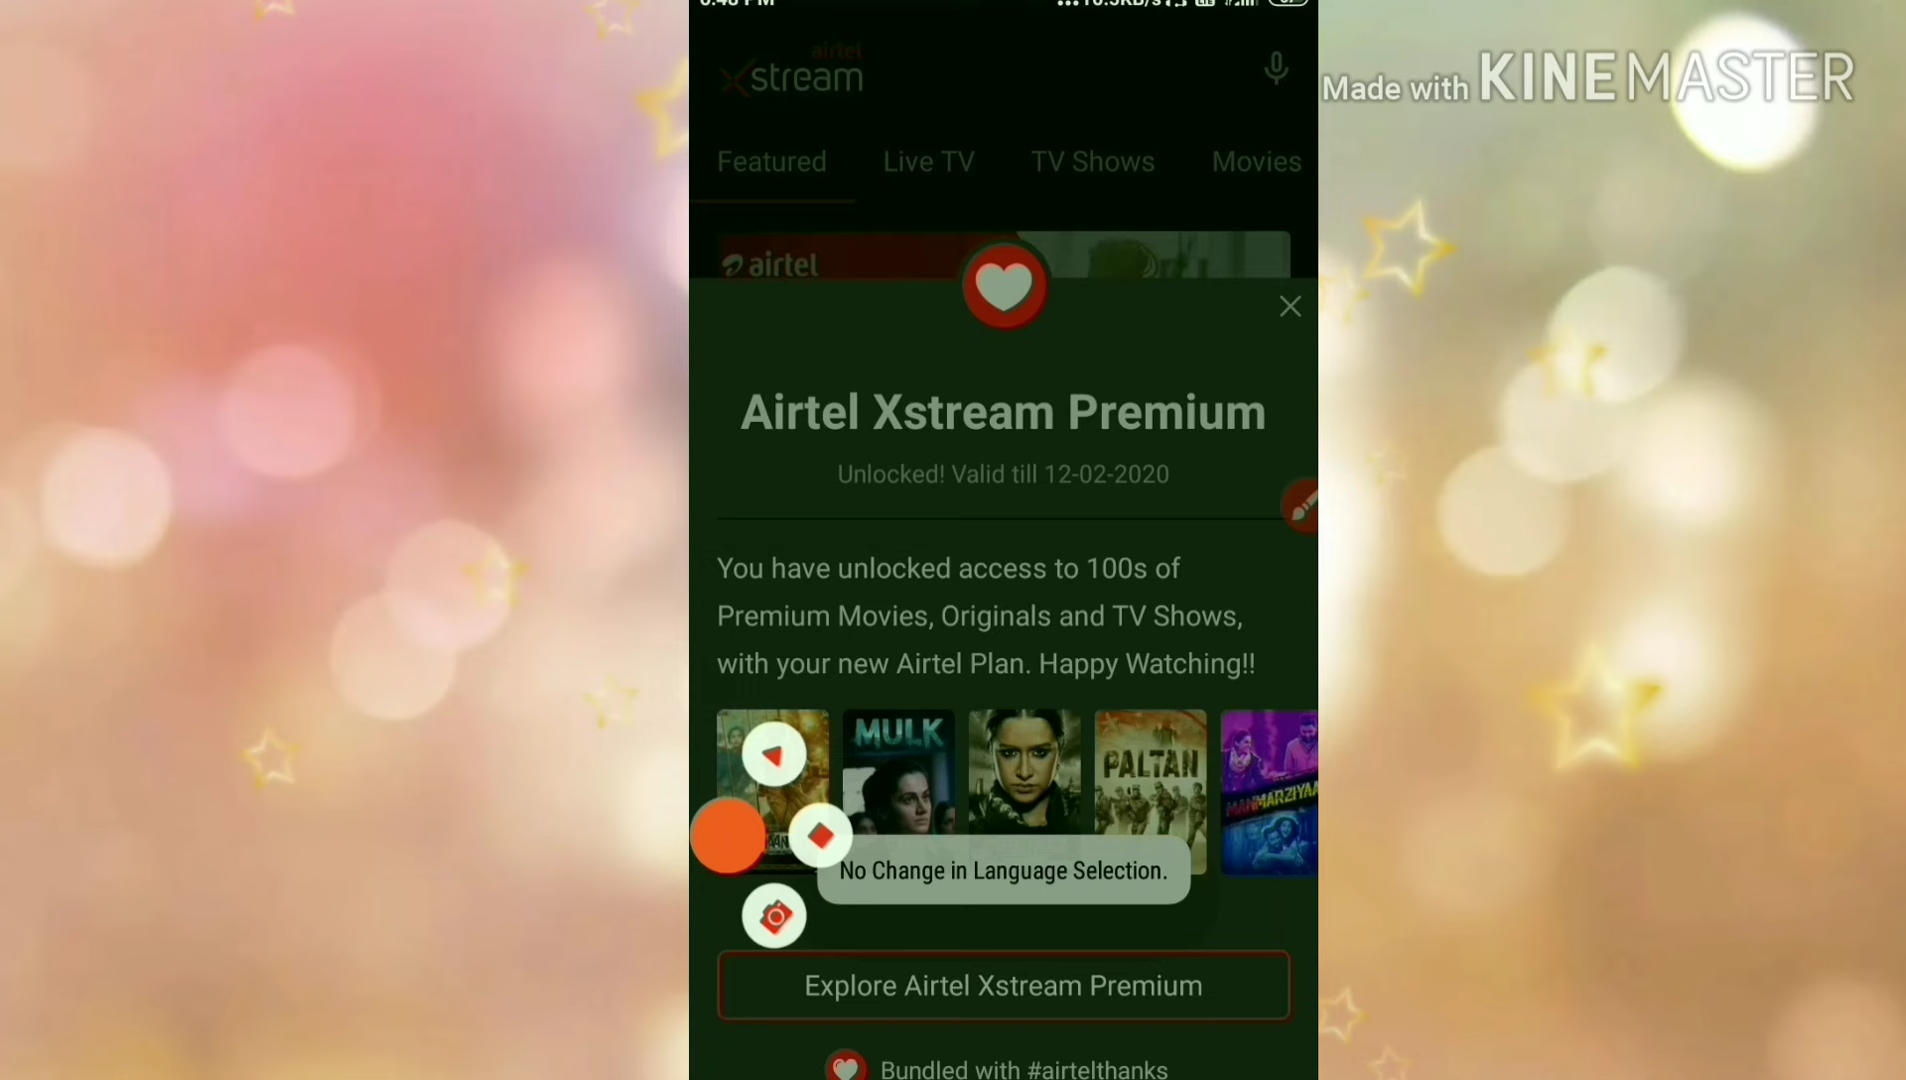 airtel
Xstream
Made with KINEMASTER
Featured Live TV TV Shows Movies
airtel
Airtel Xstream Premium
Unlocked! Valid till 12-02-2020
You have unlocked access to 100s of
Premium Movies, Originals and TV Shows,
with your new Airtel Plan. Happy Watching!!
MULK
PALTAN
MANMARZIYAAN
No Change in Language Selection.
Explore Airtel Xstream Premium
Bundled with #airtelthanks